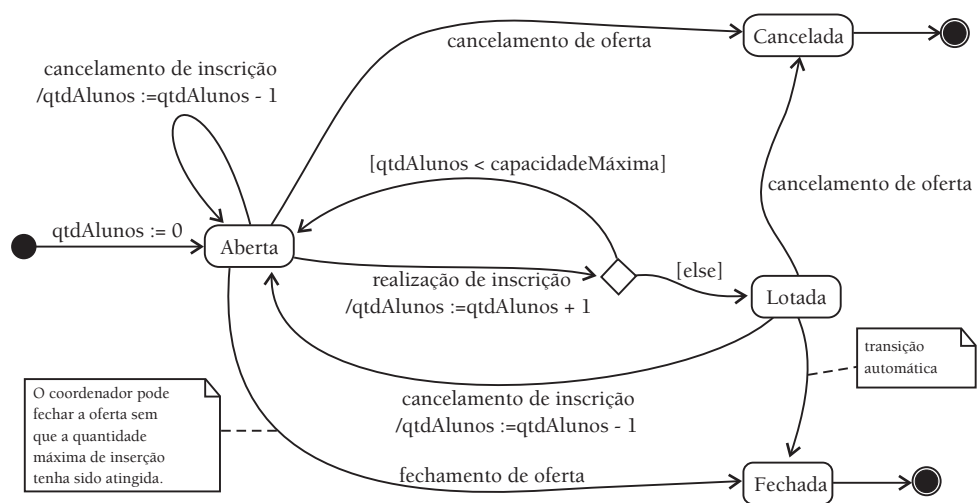 cancelamento de oferta
Cancelada
cancelamento de inscrição
/qtdAlunos :=qtdAlunos - 1
[qtdAlunos < capacidadeMáxima]
cancelamento de oferta
qtdAlunos := 0
Aberta
realização de inscrição
/qtdAlunos :=qtdAlunos + 1
[else]
Lotada
transição
automática
O coordenador pode
fechar a oferta sem
que a quantidade
máxima de inserção
tenha sido atingida.
cancelamento de inscrição
/qtdAlunos :=qtdAlunos - 1
fechamento de oferta
Fechada